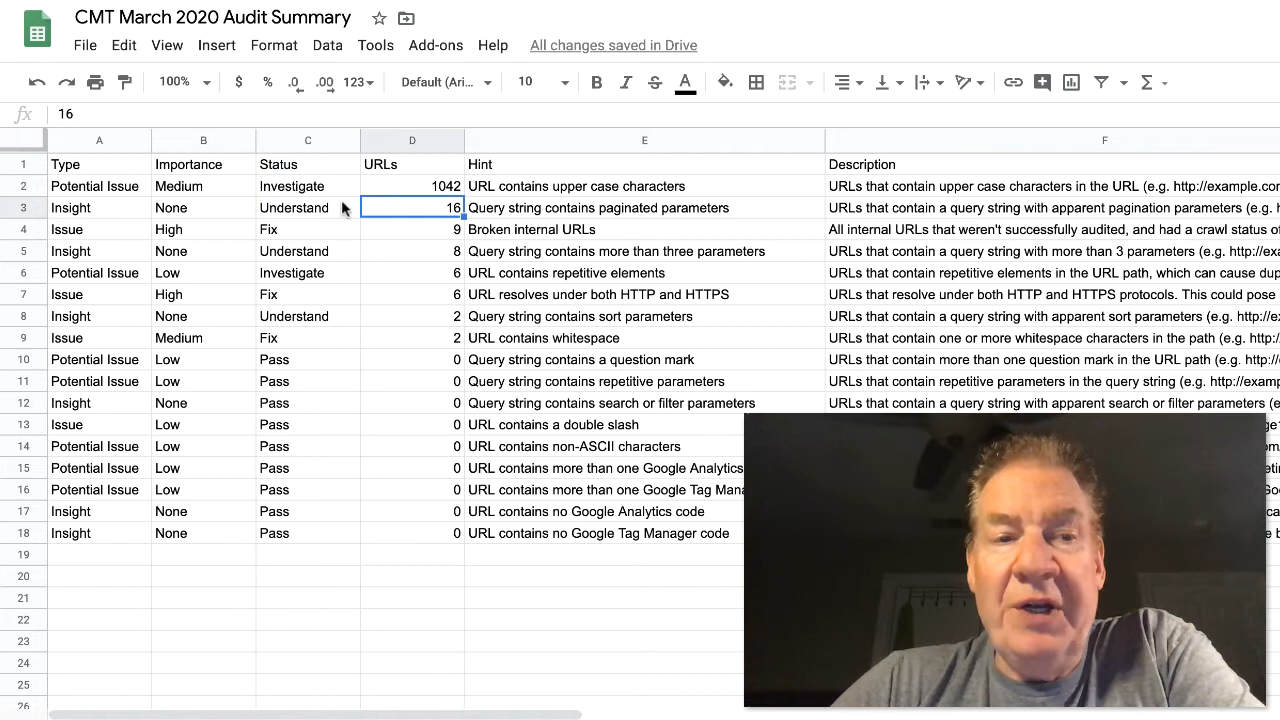 CMT March 2020 Audit Summary
File Edit View Insert Format Data Tools Add-ons Help All changes saved in Drive
100% $ % .0 .00 123 Default (Ari... 10 B I S A
fx 16
A B C D E F
1 Type Importance Status URLs Hint Description
2 Potential Issue Medium Investigate 1042 URL contains upper case characters URLs that contain upper case characters in the URL (e.g. http://example.com
3 Insight None Understand 16 Query string contains paginated parameters URLs that contain a query string with apparent pagination parameters (e.g. h
4 Issue High Fix 9 Broken internal URLs All internal URLs that weren't successfully audited, and had a crawl status of
5 Insight None Understand 8 Query string contains more than three parameters URLs that contain a query string with more than 3 parameters (e.g. http://exa
6 Potential Issue Low Investigate 6 URL contains repetitive elements URLs that contain repetitive elements in the URL path, which can cause dup
7 Issue High Fix 6 URL resolves under both HTTP and HTTPS URLs that resolve under both HTTP and HTTPS protocols. This could pose
8 Insight None Understand 2 Query string contains sort parameters URLs that contain a query string with apparent sort parameters (e.g. http://ex
9 Issue Medium Fix 2 URL contains whitespace URLs that contain one or more whitespace characters in the path (e.g. http:/
10 Potential Issue Low Pass 0 Query string contains a question mark URLs that contain more than one question mark in the URL path (e.g. http://
11 Potential Issue Low Pass 0 Query string contains repetitive parameters URLs that contain repetitive parameters in the query string (e.g. http://examp
12 Insight None Pass 0 Query string contains search or filter parameters URLs that contain a query string with apparent search or filter parameters (e
13 Issue Low Pass 0 URL contains a double slash
14 Potential Issue Low Pass 0 URL contains non-ASCII characters
15 Potential Issue Low Pass 0 URL contains more than one Google Analytics
16 Potential Issue Low Pass 0 URL contains more than one Google Tag Mana
17 Insight None Pass 0 URL contains no Google Analytics code
18 Insight None Pass 0 URL contains no Google Tag Manager code
19
20
21
22
23
24
25
26